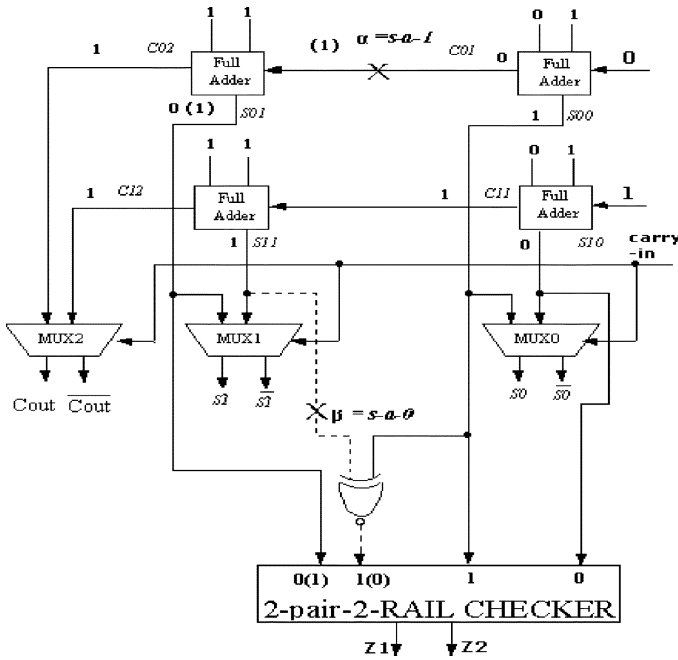 1 1 0 1
1 C02 Full Adder (1) α = s-a-1 C01 0 Full Adder 0
0 (1) S01 1 S00
1 1 0 1
1 C12 Full Adder 1 C11 Full Adder 1
1 S11 0 S10
carry
-in
MUX2 MUX1 MUX0
Cout Cout S1 S1 S0 S0
β = s-a-0
0(1) 1(0) 1 0
2-pair-2-RAIL CHECKER
Z1 Z2